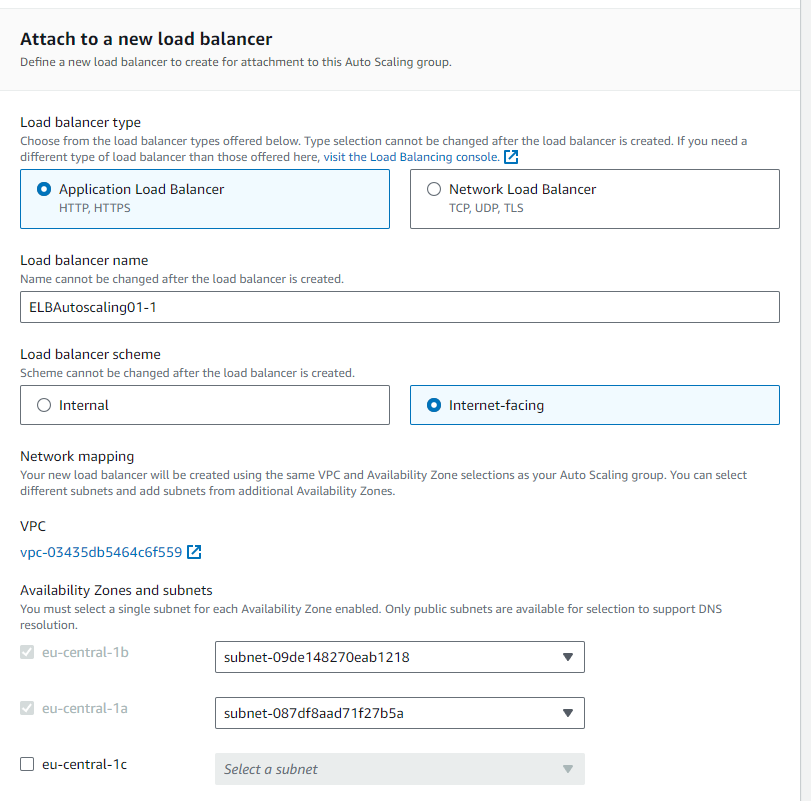 Attach to a new load balancer
Define a new load balancer to create for attachment to this Auto Scaling group.
Load balancer type
Choose from the load balancer types offered below. Type selection cannot be changed after the load balancer is created. If you need a
different type of load balancer than those offered here, visit the Load Balancing console.
Application Load Balancer
HTTP, HTTPS
Network Load Balancer
TCP, UDP, TLS
Load balancer name
Name cannot be changed after the load balancer is created.
ELBAutoscaling01-1
Load balancer scheme
Scheme cannot be changed after the load balancer is created.
Internal
Internet-facing
Network mapping
Your new load balancer will be created using the same VPC and Availability Zone selections as your Auto Scaling group. You can select
different subnets and add subnets from additional Availability Zones.
VPC
vpc-03435db5464c6f559
Availability Zones and subnets
You must select a single subnet for each Availability Zone enabled. Only public subnets are available for selection to support DNS
resolution.
eu-central-1b
subnet-09de148270eab1218
eu-central-1a
subnet-087df8aad71f27b5a
eu-central-1c
Select a subnet